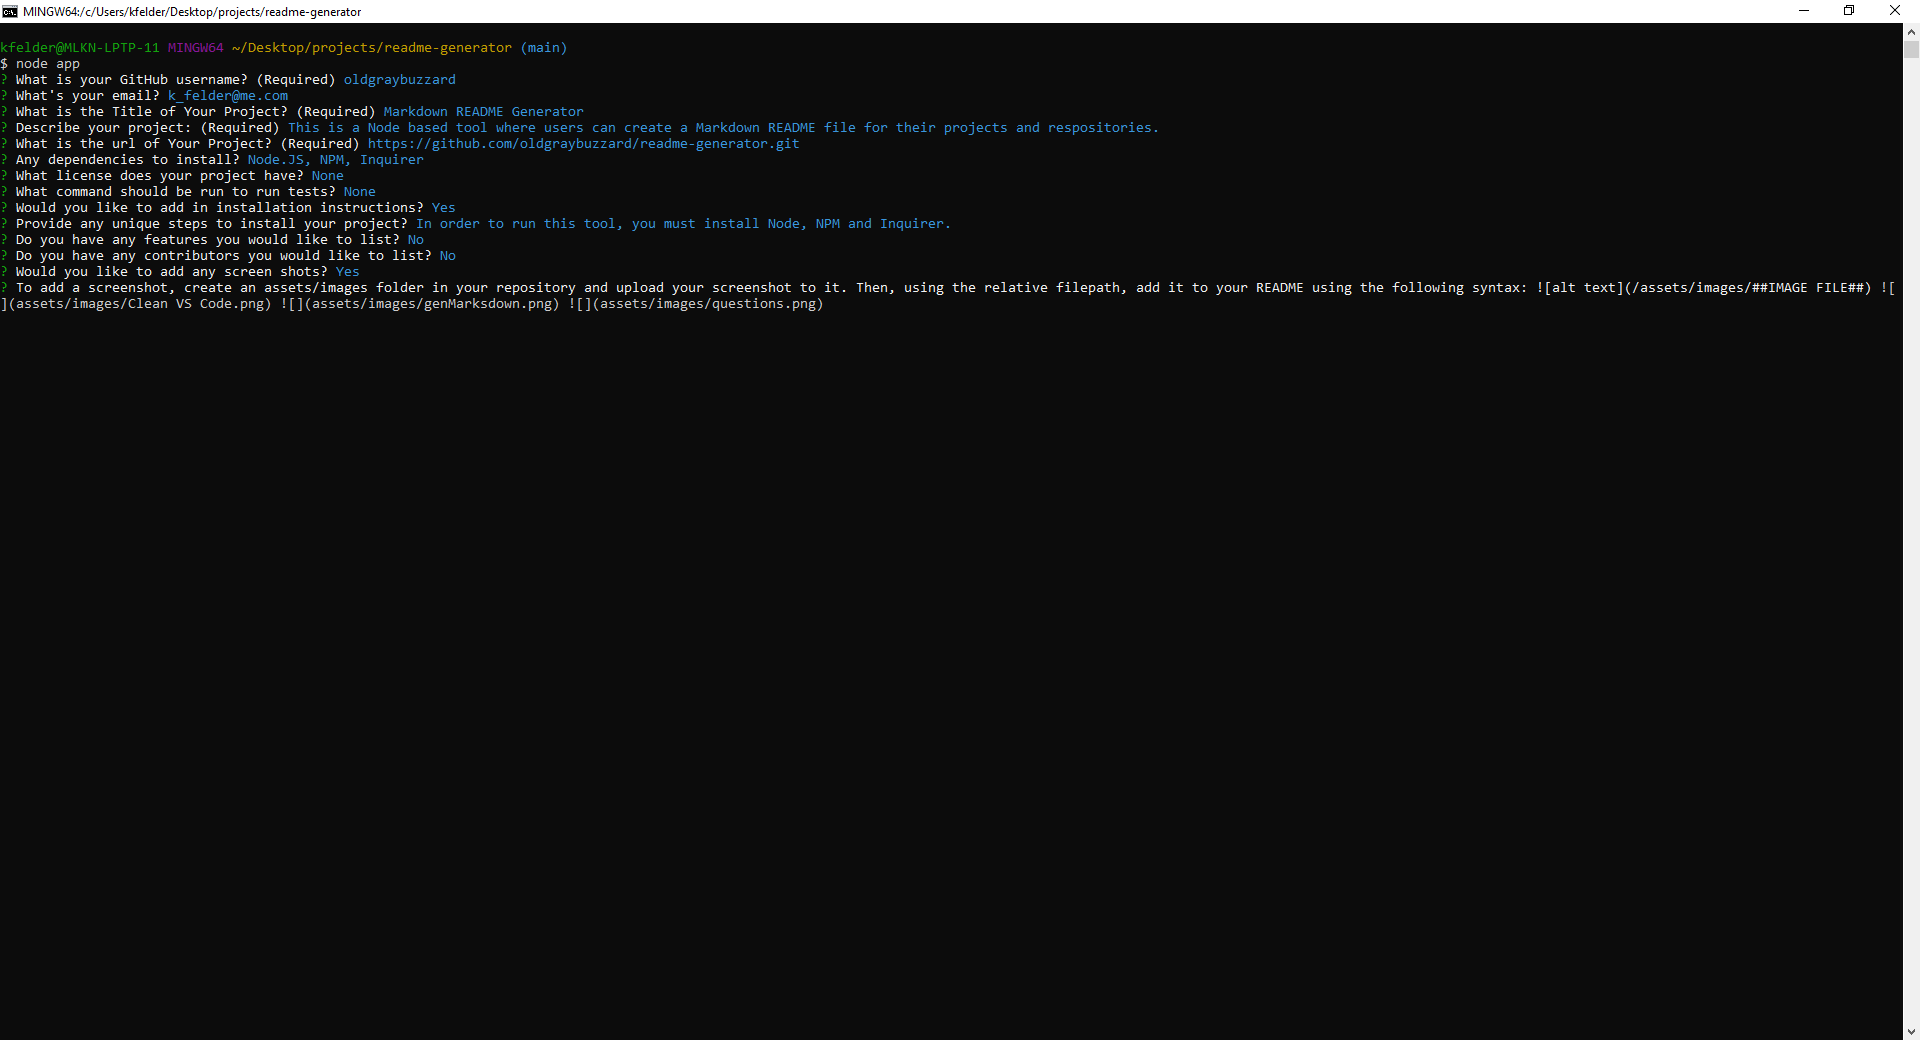 MINGW64:/c/Users/kfelder/Desktop/projects/readme-generator
kfelder@MLKN-LPTP-11 MINGW64 ~/Desktop/projects/readme-generator (main)
$ node app
? What is your GitHub username? (Required) oldgraybuzzard
? What's your email? k_felder@me.com
? What is the Title of Your Project? (Required) Markdown README Generator
? Describe your project: (Required) This is a Node based tool where users can create a Markdown README file for their projects and respositories.
? What is the url of Your Project? (Required) https://github.com/oldgraybuzzard/readme-generator.git
? Any dependencies to install? Node.JS, NPM, Inquirer
? What license does your project have? None
? What command should be run to run tests? None
? Would you like to add in installation instructions? Yes
? Provide any unique steps to install your project? In order to run this tool, you must install Node, NPM and Inquirer.
? Do you have any features you would like to list? No
? Do you have any contributors you would like to list? No
? Would you like to add any screen shots? Yes
? To add a screenshot, create an assets/images folder in your repository and upload your screenshot to it. Then, using the relative filepath, add it to your README using the following syntax: ![alt text](/assets/images/##IMAGE FILE##) ![
](assets/images/Clean VS Code.png) ![](assets/images/genMarksdown.png) ![](assets/images/questions.png)